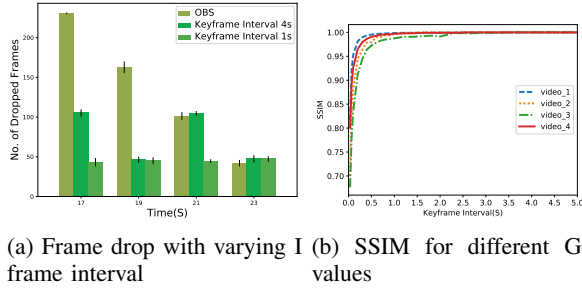 OBS
Keyframe Interval 4s
Keyframe Interval 1s
No. of Dropped Frames
200
150
100
50
0
17
19
21
23
Time(S)
1.00
0.95
0.90
0.85
0.80
0.75
0.70
SSIM
video_1
video_2
video_3
video_4
0.0 0.5 1.0 1.5 2.0 2.5 3.0 3.5 4.0 4.5 5.0
Keyframe Interval(S)
(a) Frame drop with varying I
frame interval
(b) SSIM for different G
values